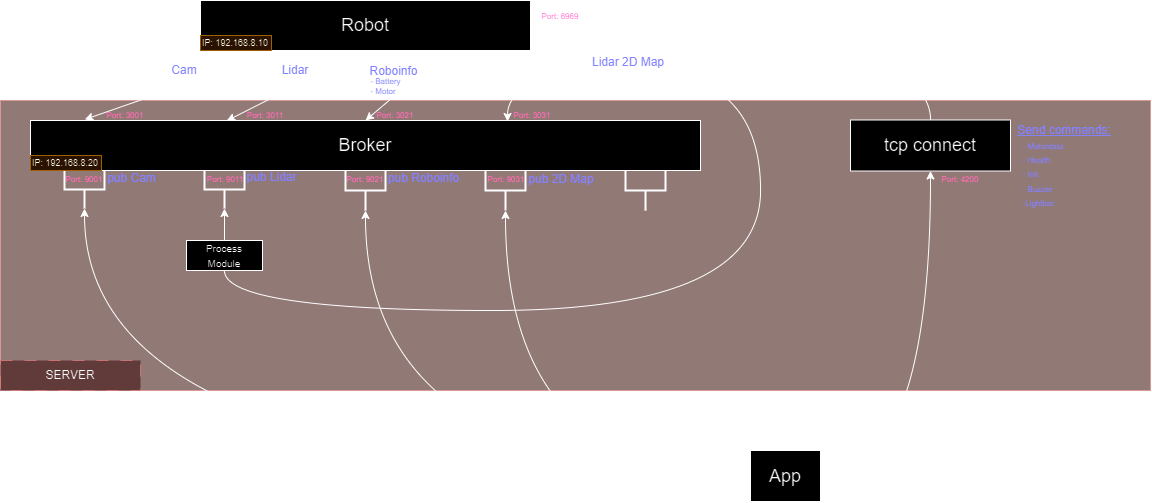 Robot
Port: 6969
IP: 192.168.8.10
Cam
Lidar
Roboinfo
- Battery
- Motor
Lidar 2D Map
Port: 3001
Port: 3011
Port: 3021
Port: 3031
Broker
IP: 192.168.8.20
tcp connect
Send commands:
- Health
- Buzzer
-Lightbar
Port: 9001
pub Cam
Port: 9011
pub Lidat
Port: 9021
pub Roboinfo
Port: 9031
pub 2D Map
Port: 4200
Process
Module
SERVER
App